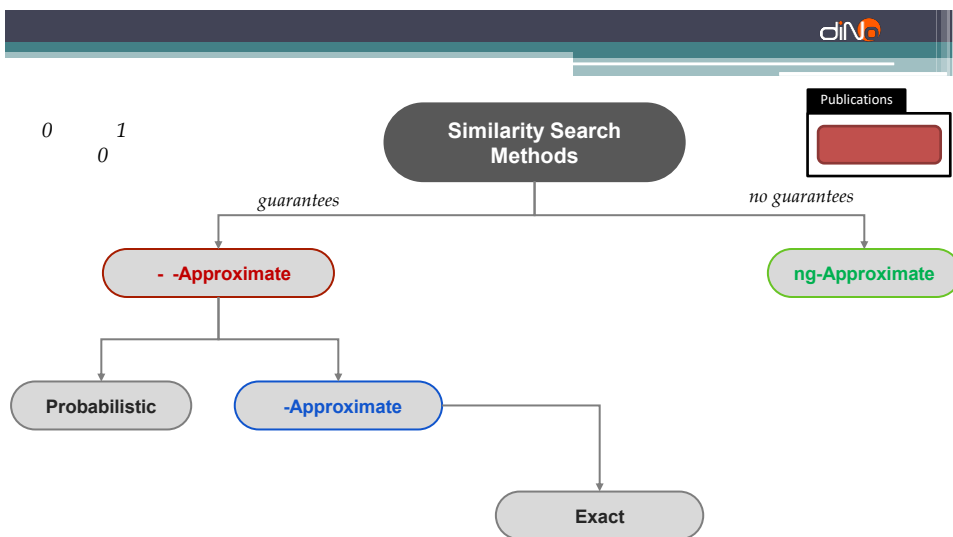 diNo
Publications
0 1
0
Similarity Search
Methods
guarantees
no guarantees
- -Approximate
ng-Approximate
Probabilistic
-Approximate
Exact